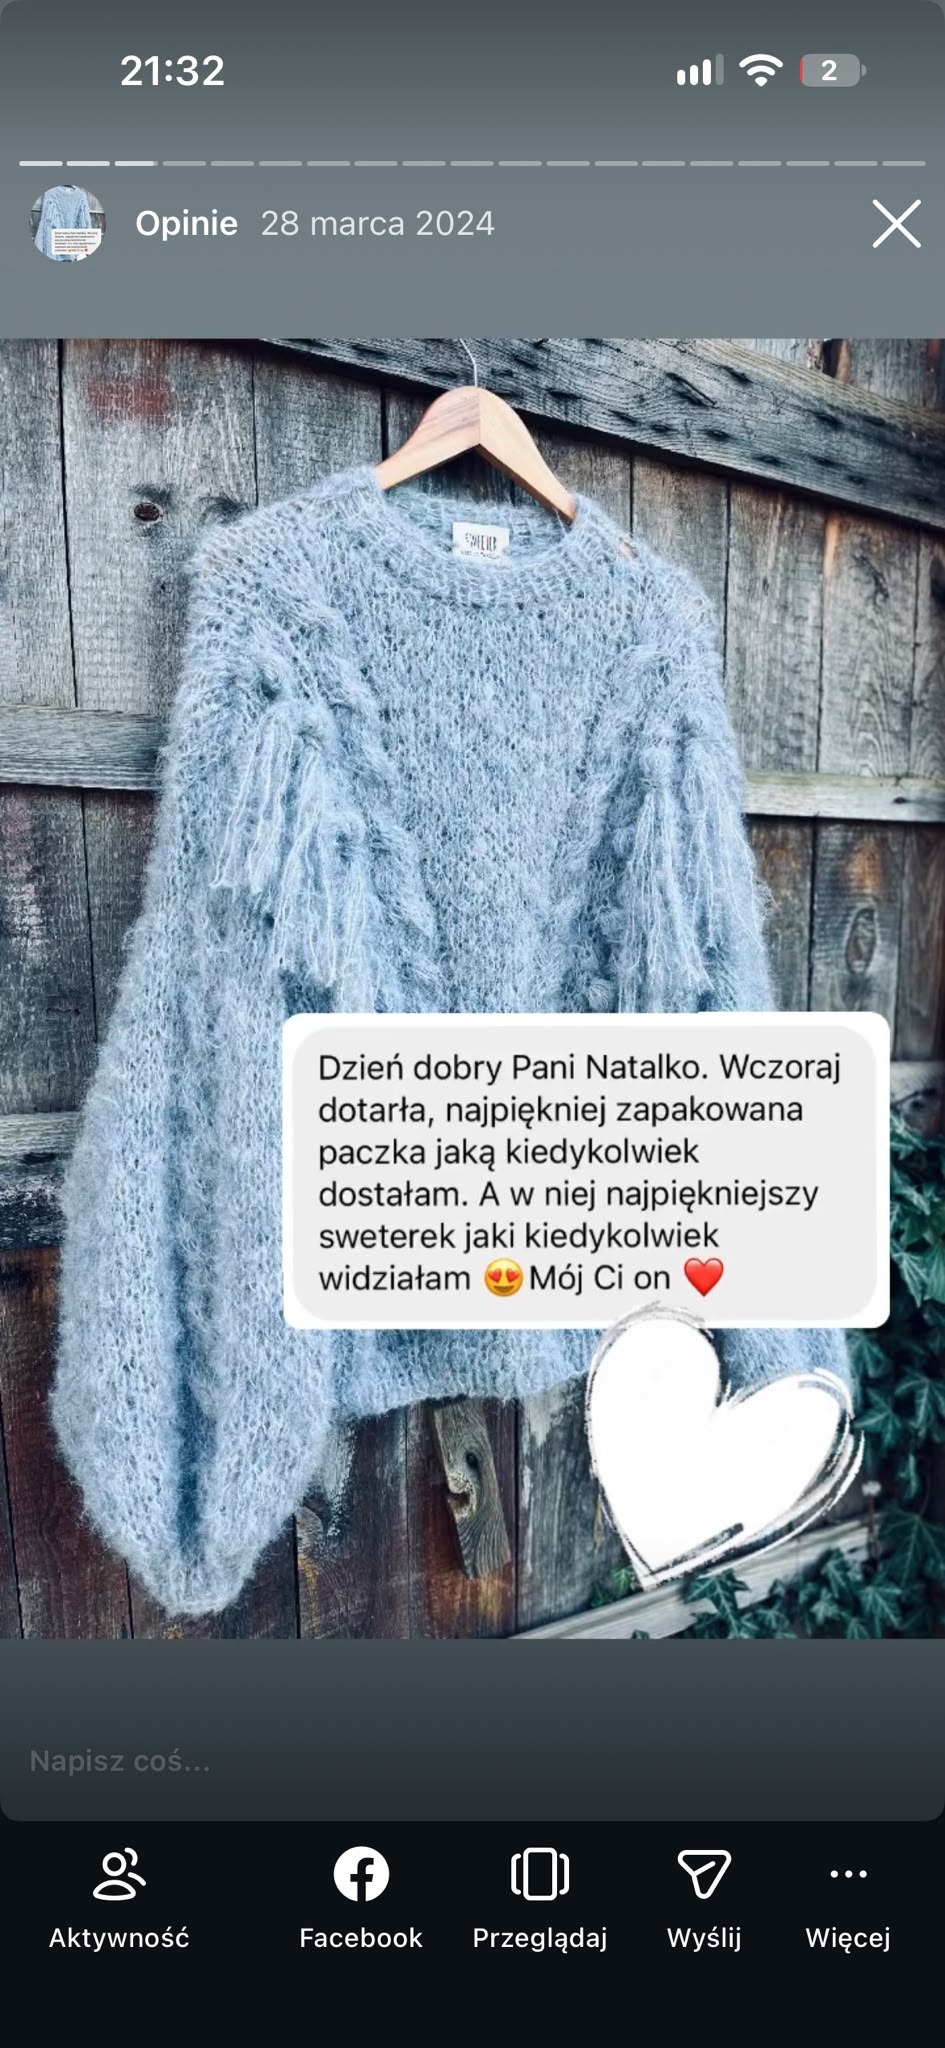 21:32
2
Opinie 28 marca 2024
SWEETER
Dzień dobry Pani Natalko. Wczoraj
dotarła, najpiękniej zapakowana
paczka jaką kiedykolwiek
dostałam. A w niej najpiękniejszy
sweterek jaki kiedykolwiek
widziałam 😍 Mój Ci on ❤️
Napisz coś...
Aktywność Facebook Przeglądaj Wyślij Więcej